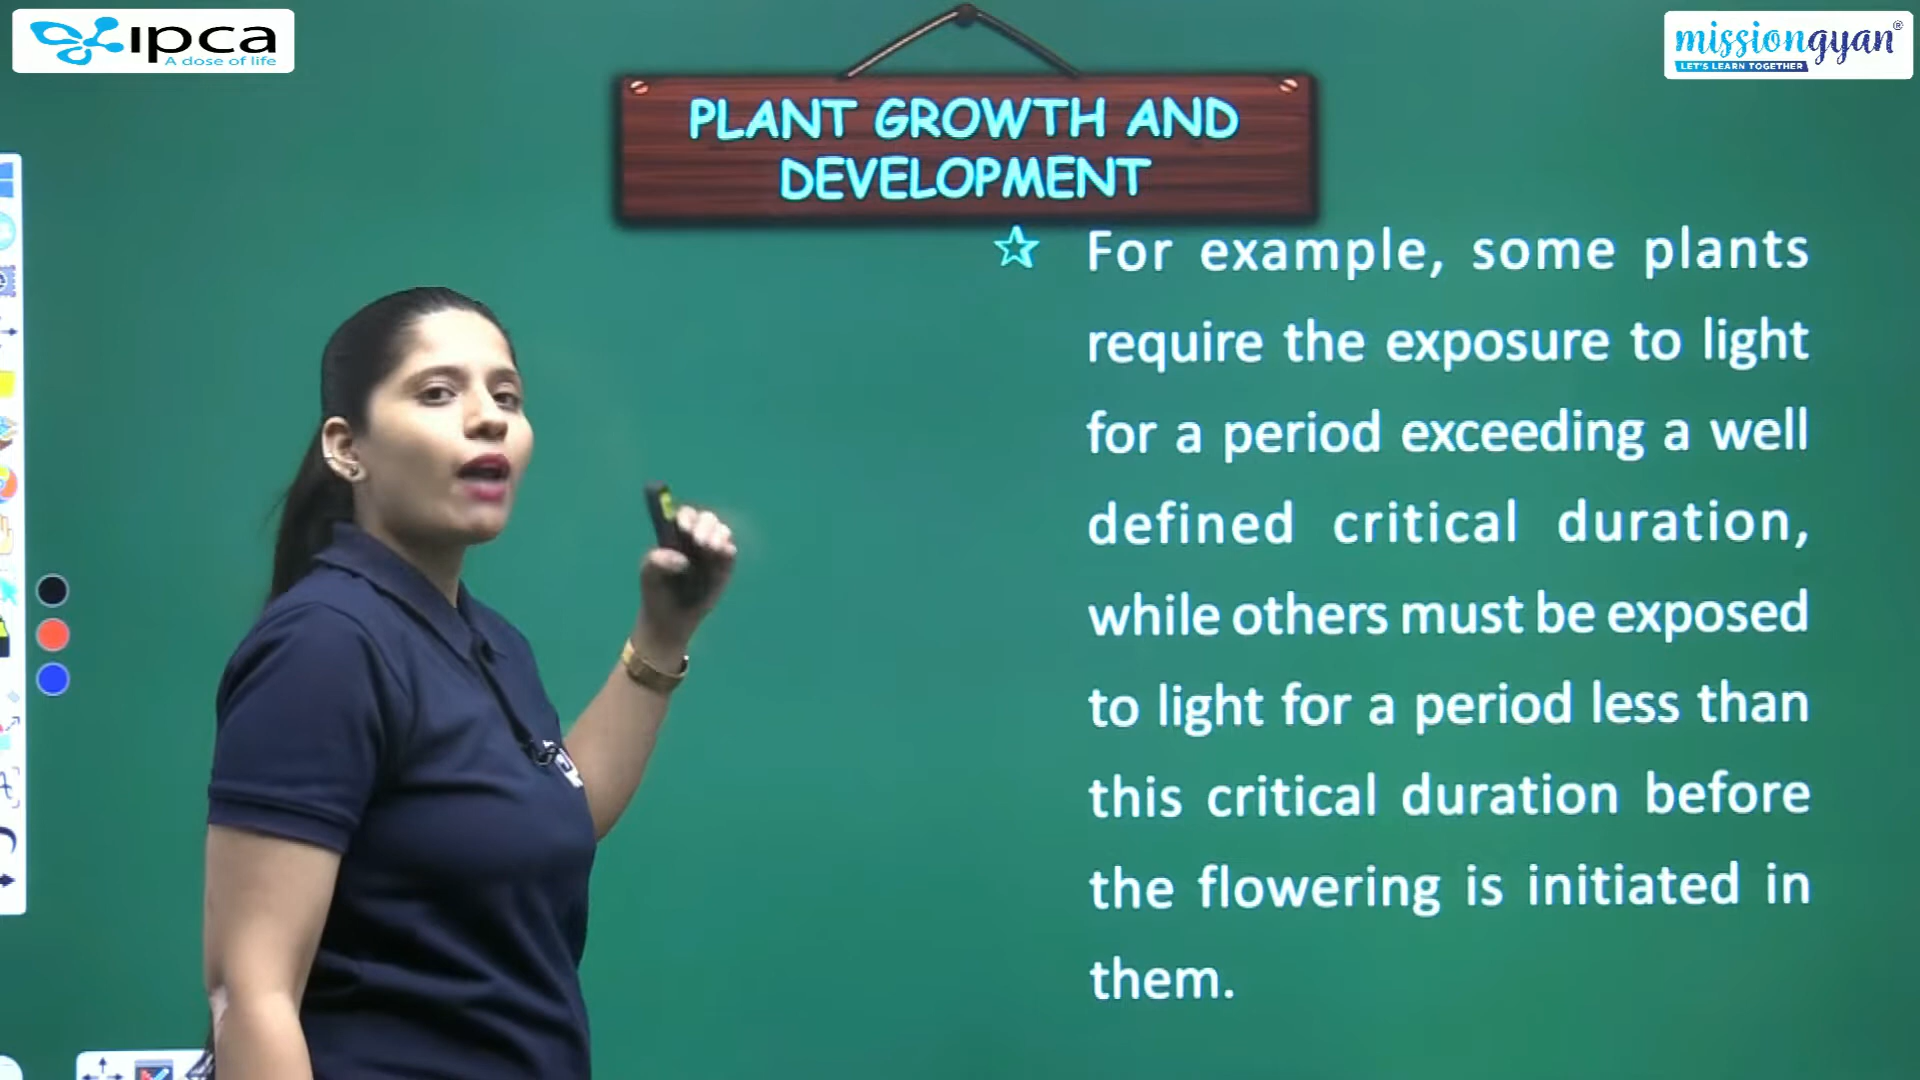 ipca
A dose of life
missiongyan®
LET'S LEARN TOGETHER
PLANT GROWTH AND
DEVELOPMENT
For example, some plants
require the exposure to light
for a period exceeding a well
defined critical duration,
while others must be exposed
to light for a period less than
this critical duration before
the flowering is initiated in
them.